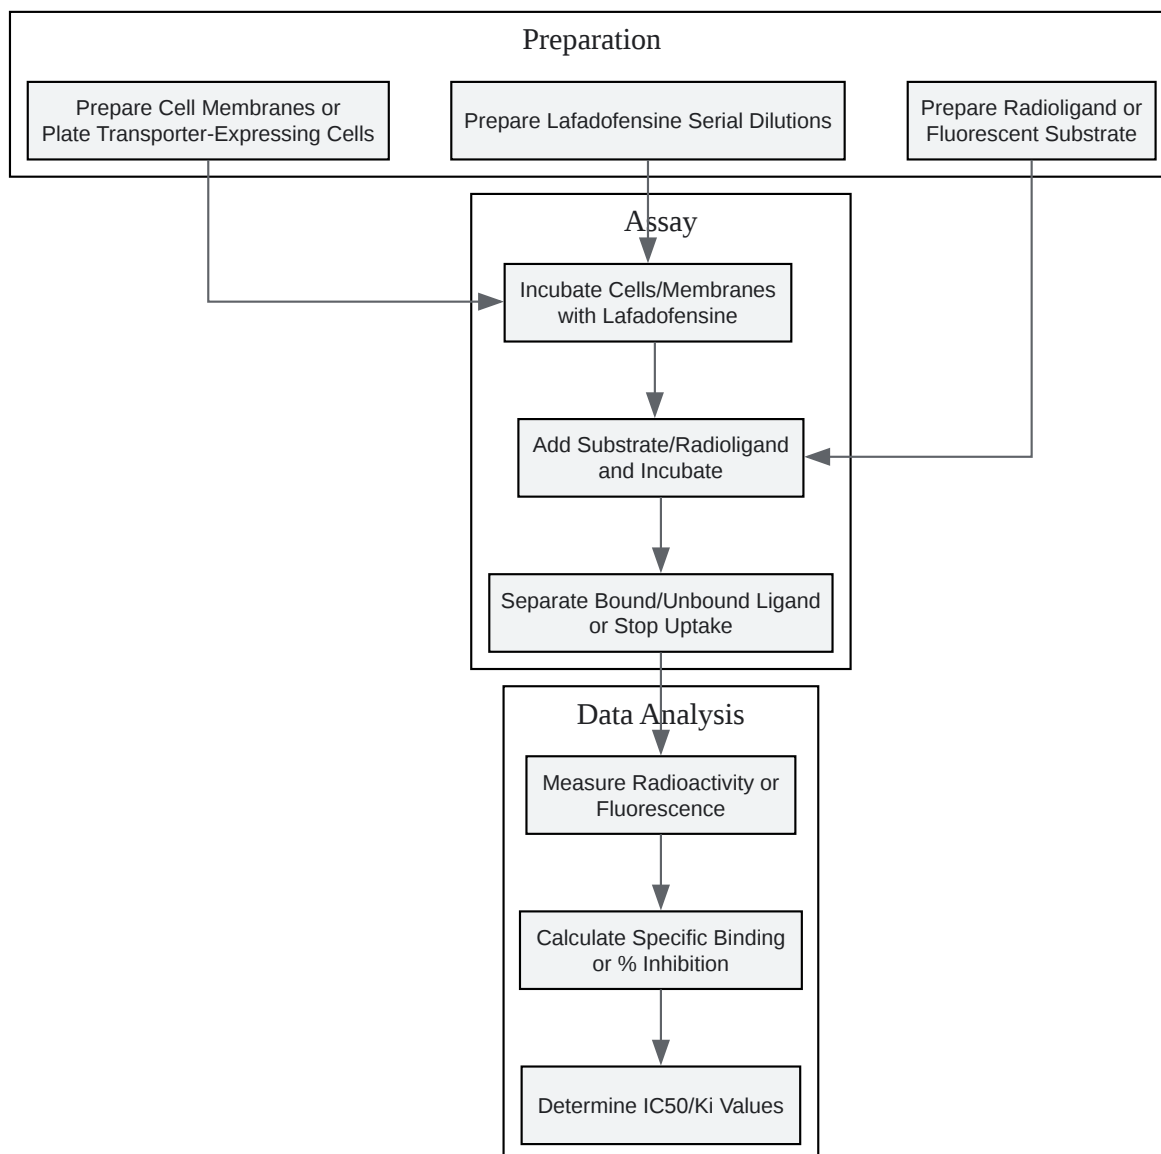 Preparation
Prepare Cell Membranes or
Plate Transporter-Expressing Cells
Prepare Lafadofensine Serial Dilutions
Prepare Radioligand or
Fluorescent Substrate
Assay
Incubate Cells/Membranes
with Lafadofensine
Add Substrate/Radioligand
and Incubate
Separate Bound/Unbound Ligand
or Stop Uptake
Data Analysis
Measure Radioactivity or
Fluorescence
Calculate Specific Binding
or % Inhibition
Determine IC50/Ki Values